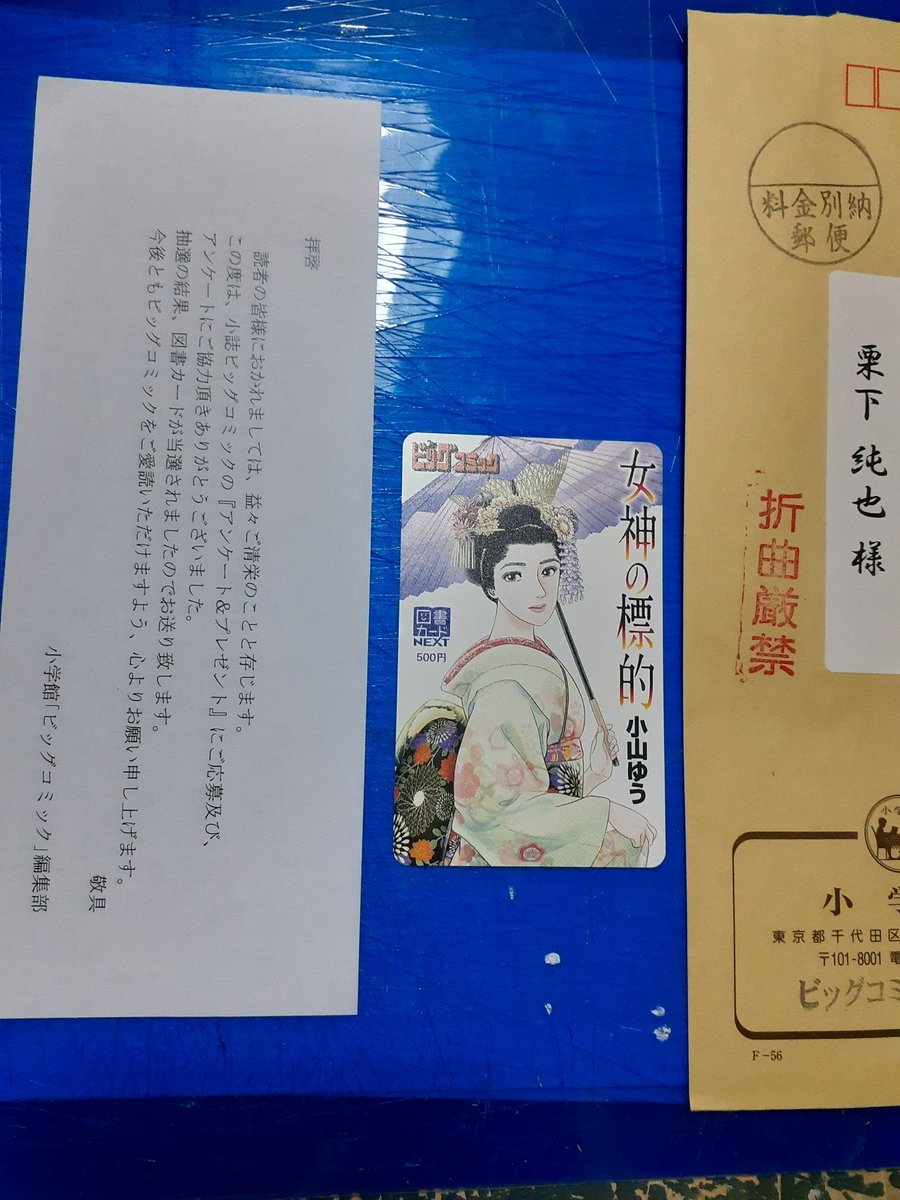 拝啓
読者の皆様におかれましては、益々ご清栄のことと存じます。
この度は、小誌ビッグコミックの『アンケート&プレゼント』にご応募及び、
アンケートにご協力頂きありがとうございました。
抽選の結果、図書カードが当選されましたのでお送り致します。
今後ともビッグコミックをご愛読いただけますよう、心よりお願い申し上げます。
敬具
小学館「ビッグコミック」編集部
ビッグコミック
女神の標的
小山ゆう
図書
カード
NEXT
500円
料金別納
郵便
栗下 純也 様
折曲厳禁
小学
東京都千代田区
〒101-8001 電
ビッグコミ
F-56